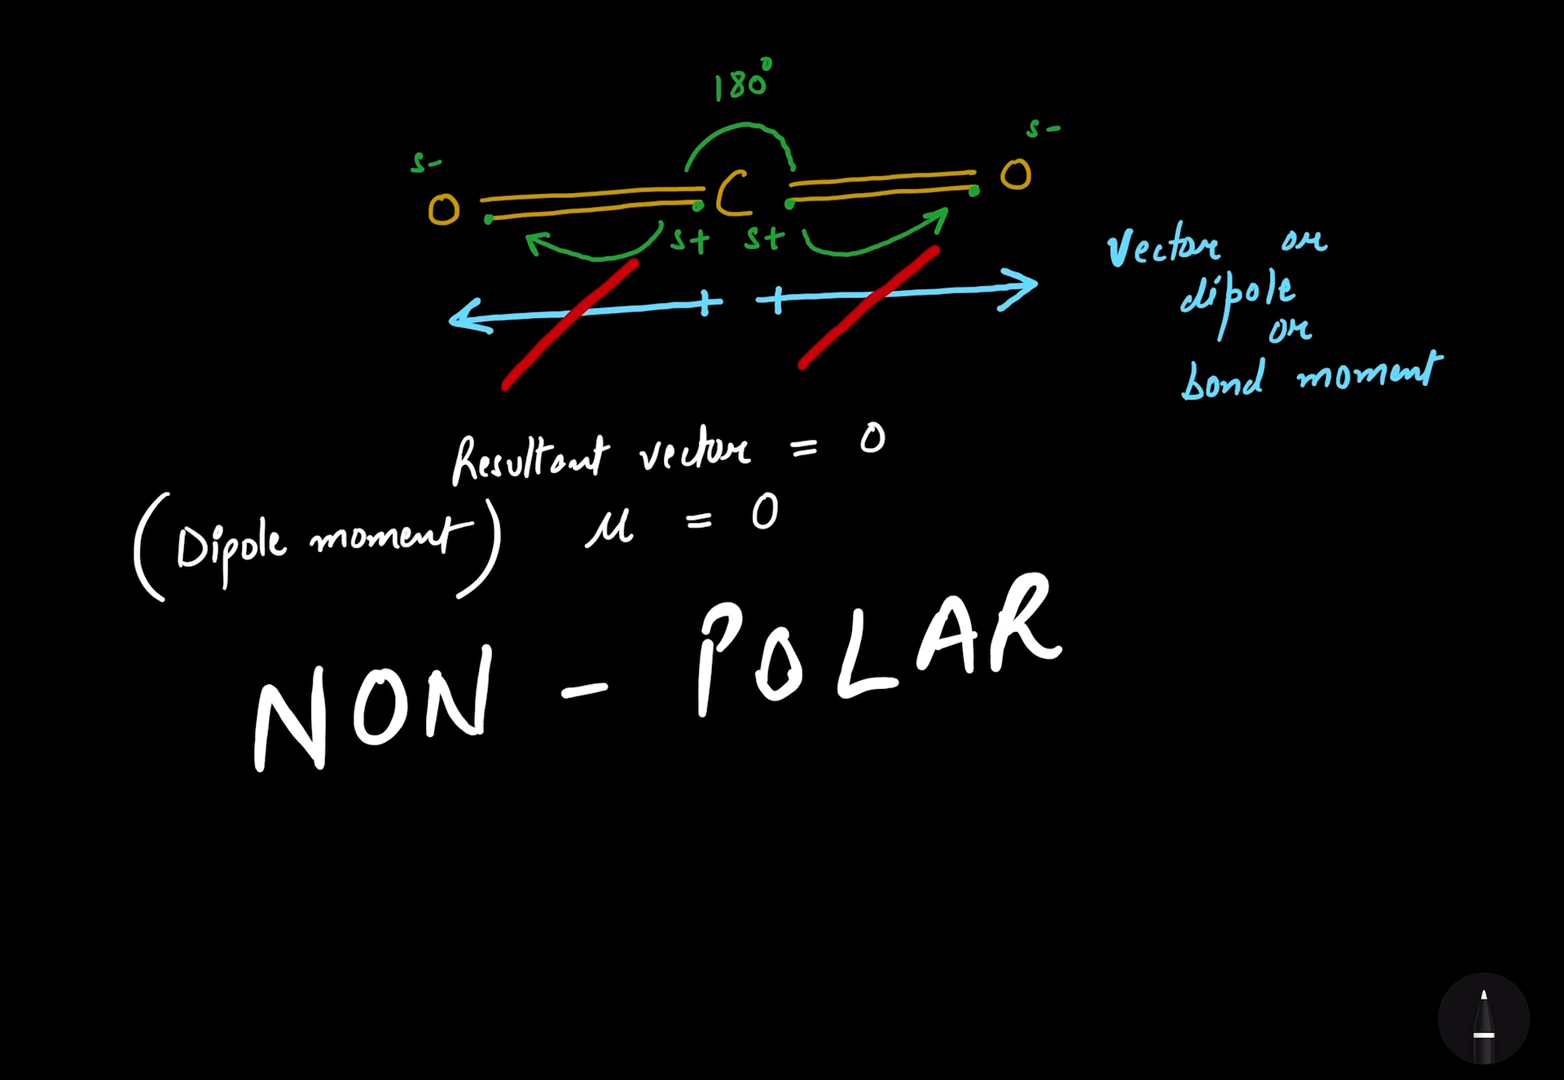 180°
δ- O C O δ-
δ+ δ+
Vector or
dipole
or
bond moment
Resultant vector = 0
(Dipole moment) μ = 0
NON - POLAR